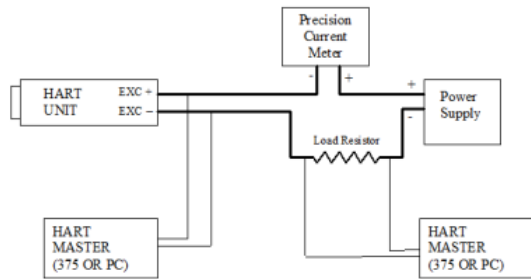 Precision
Current
Meter
-
+
HART
UNIT
EXC +
EXC –
+
-
Power
Supply
Load Resistor
HART
MASTER
(375 OR PC)
HART
MASTER
(375 OR PC)